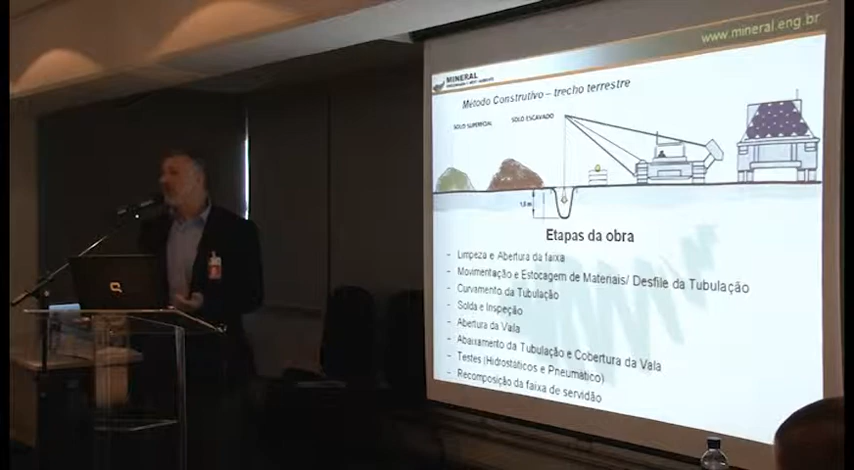 www.mineral.eng.br
MINERAL
Método Construtivo – trecho terrestre
SOLO SUPERFICIAL
SOLO ESCAVADO
1,5 m
Etapas da obra
- Limpeza e Abertura da faixa
- Movimentação e Estocagem de Materiais/ Desfile da Tubulação
- Curvamento da Tubulação
- Solda e Inspeção
- Abertura da Vala
- Abaixamento da Tubulação e Cobertura da Vala
- Testes (Hidrostáticos e Pneumático)
- Recomposição da faixa de servidão